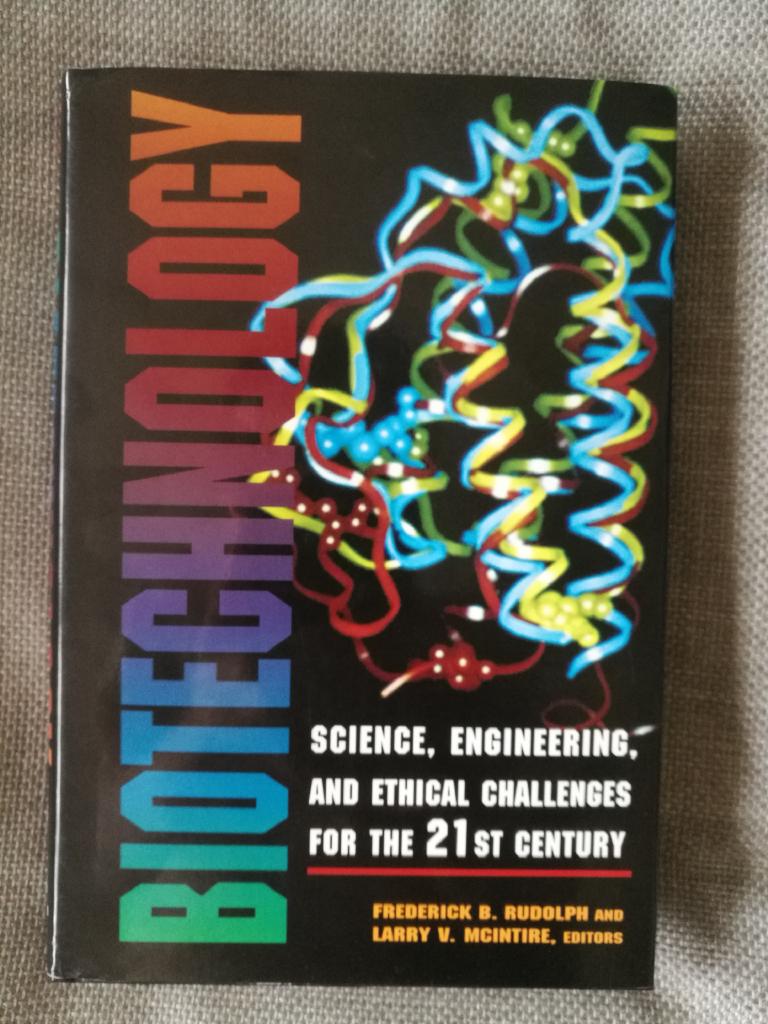 BIOTECHNOLOGY
SCIENCE, ENGINEERING,
AND ETHICAL CHALLENGES
FOR THE 21ST CENTURY
FREDERICK B. RUDOLPH AND
LARRY V. MCINTIRE, EDITORS